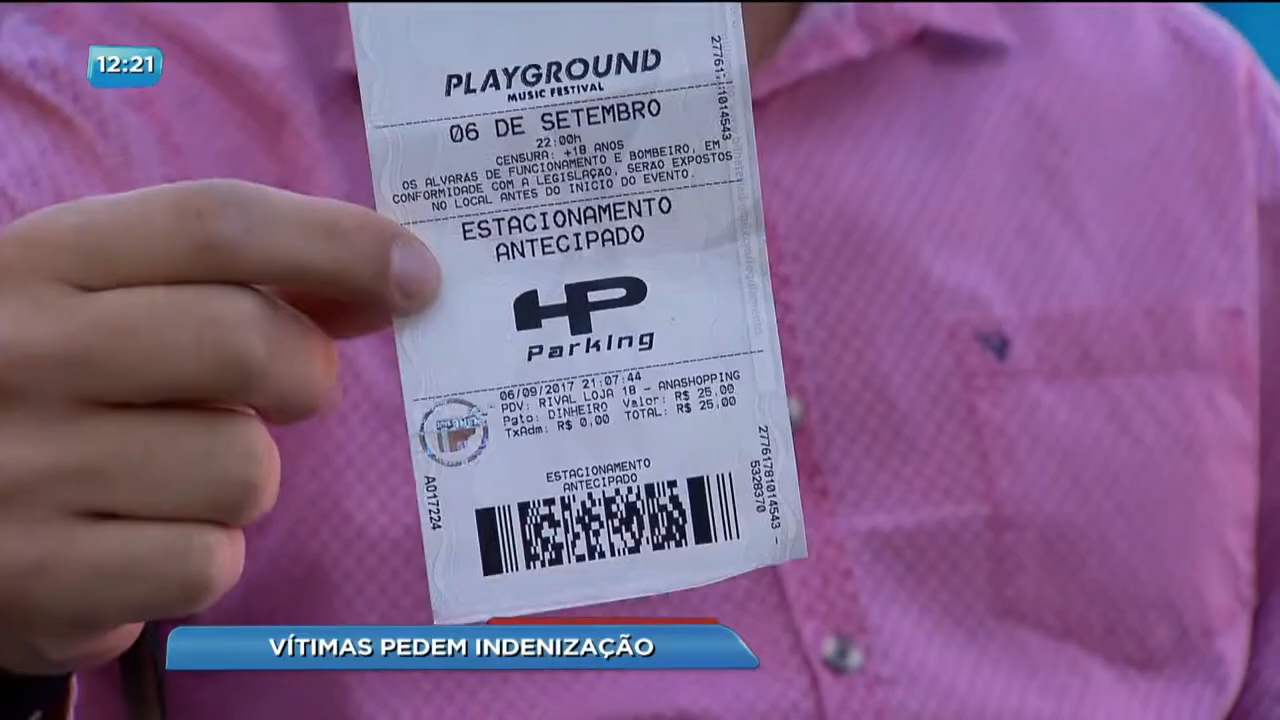 12:21
PLAYGROUND
MUSIC FESTIVAL
06 DE SETEMBRO
22:00h
CENSURA: +18 ANOS
OS ALVARÁS DE FUNCIONAMENTO E BOMBEIRO, EM
CONFORMIDADE COM A LEGISLAÇÃO, SERÃO EXPOSTOS
NO LOCAL ANTES DO INICIO DO EVENTO.
ESTACIONAMENTO
ANTECIPADO
HP
Parking
06/09/2017 21:07:44
PDV: RIVAL LOJA 18 - ANASHOPPING
Pgto: DINHEIRO Valor: R$ 25,00
TxAdm: R$ 0,00 TOTAL: R$ 25,00
ESTACIONAMENTO
ANTECIPADO
A017224
27761781014543 -
5328370
VÍTIMAS PEDEM INDENIZAÇÃO